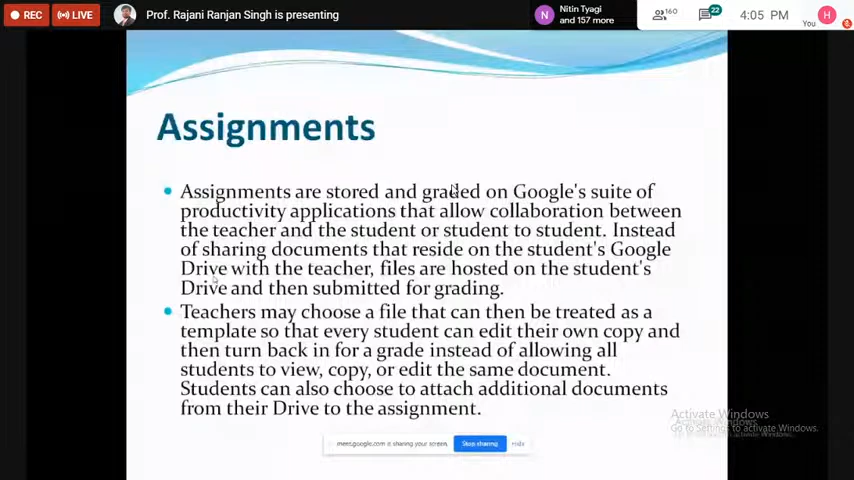 REC
LIVE
Prof. Rajani Ranjan Singh is presenting
N
Nitin Tyagi
and 157 more
160
22
4:05 PM
You
H
Assignments
Assignments are stored and graded on Google's suite of
productivity applications that allow collaboration between
the teacher and the student or student to student. Instead
of sharing documents that reside on the student's Google
Drive with the teacher, files are hosted on the student's
Drive and then submitted for grading.
Teachers may choose a file that can then be treated as a
template so that every student can edit their own copy and
then turn back in for a grade instead of allowing all
students to view, copy, or edit the same document.
Students can also choose to attach additional documents
from their Drive to the assignment.
Activate Windows
Activate Windows
Go to Settings to activate Windows.
meet.google.com is sharing your screen.
Stop sharing
Hide